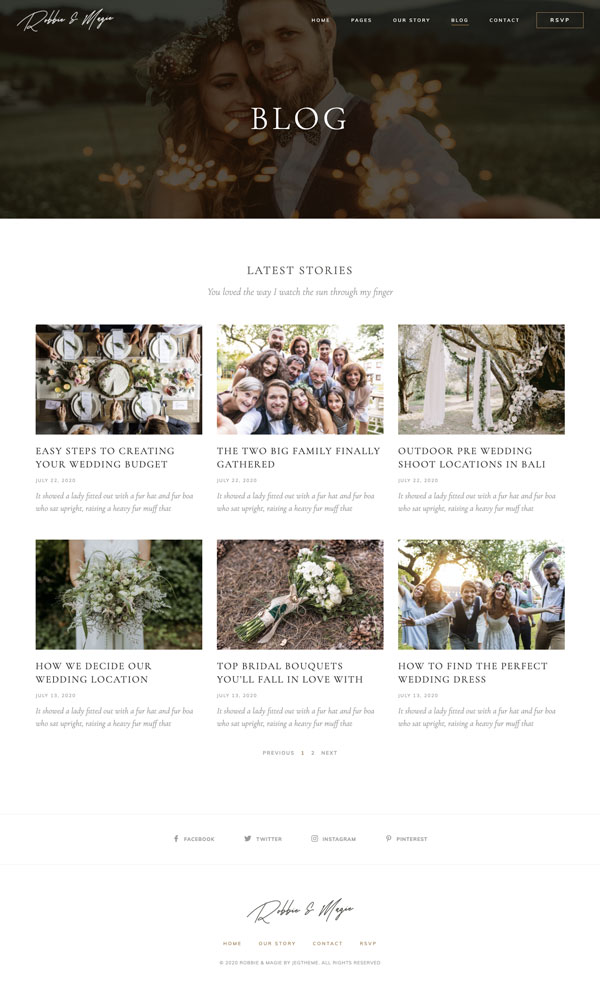 Robbie & Magie
HOME PAGES OUR STORY BLOG CONTACT RSVP
BLOG
LATEST STORIES
You loved the way I watch the sun through my finger
EASY STEPS TO CREATING
YOUR WEDDING BUDGET
JULY 22, 2020
It showed a lady fitted out with a fur hat and fur boa
who sat upright, raising a heavy fur muff that
THE TWO BIG FAMILY FINALLY
GATHERED
JULY 22, 2020
It showed a lady fitted out with a fur hat and fur boa
who sat upright, raising a heavy fur muff that
OUTDOOR PRE WEDDING
SHOOT LOCATIONS IN BALI
JULY 22, 2020
It showed a lady fitted out with a fur hat and fur boa
who sat upright, raising a heavy fur muff that
HOW WE DECIDE OUR
WEDDING LOCATION
JULY 13, 2020
It showed a lady fitted out with a fur hat and fur boa
who sat upright, raising a heavy fur muff that
TOP BRIDAL BOUQUETS
YOU'LL FALL IN LOVE WITH
JULY 13, 2020
It showed a lady fitted out with a fur hat and fur boa
who sat upright, raising a heavy fur muff that
HOW TO FIND THE PERFECT
WEDDING DRESS
JULY 13, 2020
It showed a lady fitted out with a fur hat and fur boa
who sat upright, raising a heavy fur muff that
PREVIOUS 1 2 NEXT
FACEBOOK TWITTER INSTAGRAM PINTEREST
Robbie & Magie
HOME OUR STORY CONTACT RSVP
© 2020 ROBBIE & MAGIE BY JEGTHEME. ALL RIGHTS RESERVED